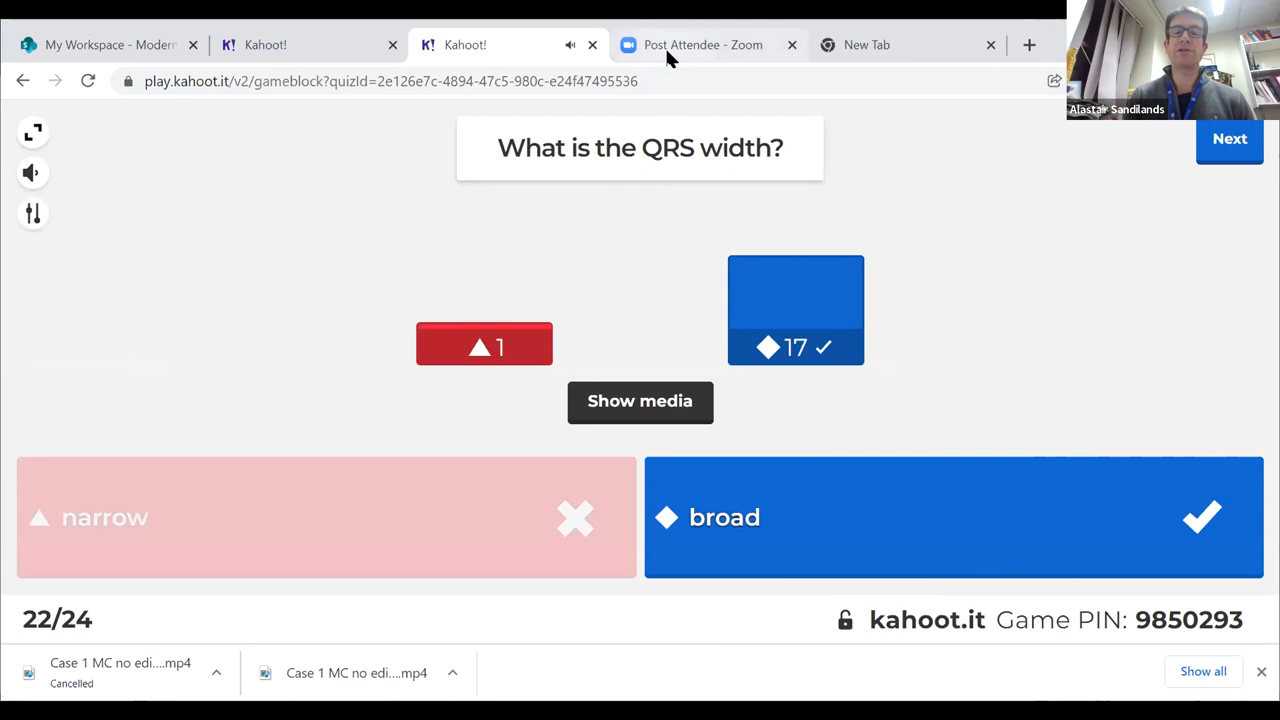 My Workspace - Modern
Kahoot!
Kahoot!
Post Attendee - Zoom
New Tab
play.kahoot.it/v2/gameblock?quizId=2e126e7c-4894-47c5-980c-e24f47495536
Alastair Sandilands
What is the QRS width?
Next
1
17
Show media
narrow
broad
22/24
kahoot.it Game PIN: 9850293
Case 1 MC no edi....mp4
Cancelled
Case 1 MC no edi....mp4
Show all